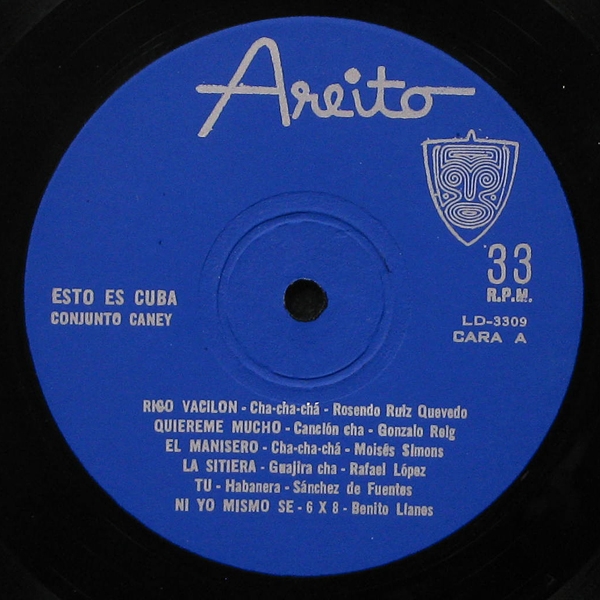 Areito
33
R.P.M.
ESTO ES CUBA
CONJUNTO CANEY
LD-3309
CARA A
RICO VACILON - Cha-cha-chá - Rosendo Ruiz Quevedo
QUIEREME MUCHO - Canción cha - Gonzalo Roig
EL MANISERO - Cha-cha-chá - Moisés Simons
LA SITIERA - Guajira cha - Rafael López
TU - Habanera - Sánchez de Fuentes
NI YO MISMO SE - 6 X 8 - Benito Llanes